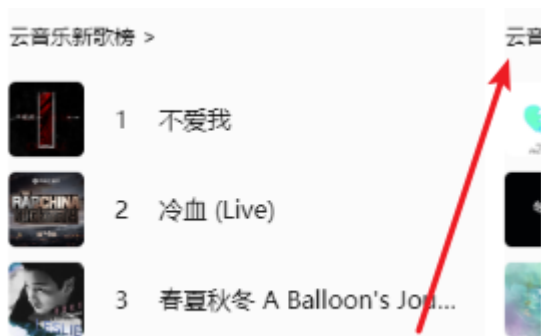 云音乐新歌榜 >
云音
1 不爱我
2 冷血 (Live)
3 春夏秋冬 A Balloon's Jou...
RAPCHINA